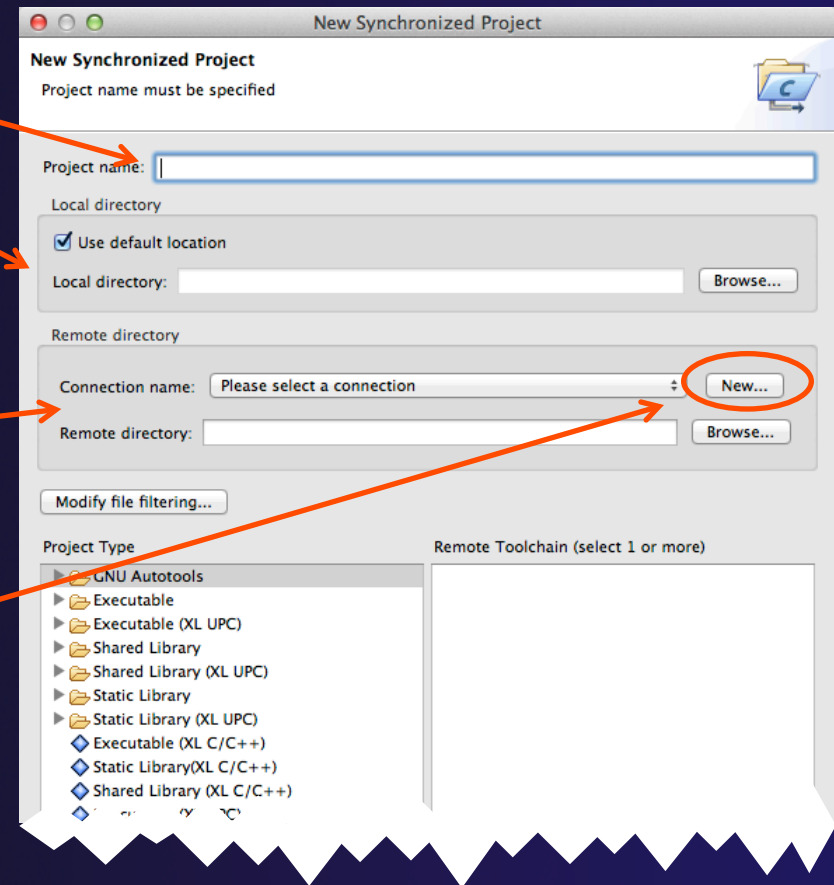 New Synchronized Project
New Synchronized Project
Project name must be specified
Project name:
Local directory
Use default location
Local directory:
Browse...
Remote directory
Connection name:
Please select a connection
New...
Remote directory:
Browse...
Modify file filtering...
Project Type
Remote Toolchain (select 1 or more)
GNU Autotools
Executable
Executable (XL UPC)
Shared Library
Shared Library (XL UPC)
Static Library
Static Library (XL UPC)
Executable (XL C/C++)
Static Library(XL C/C++)
Shared Library (XL C/C++)